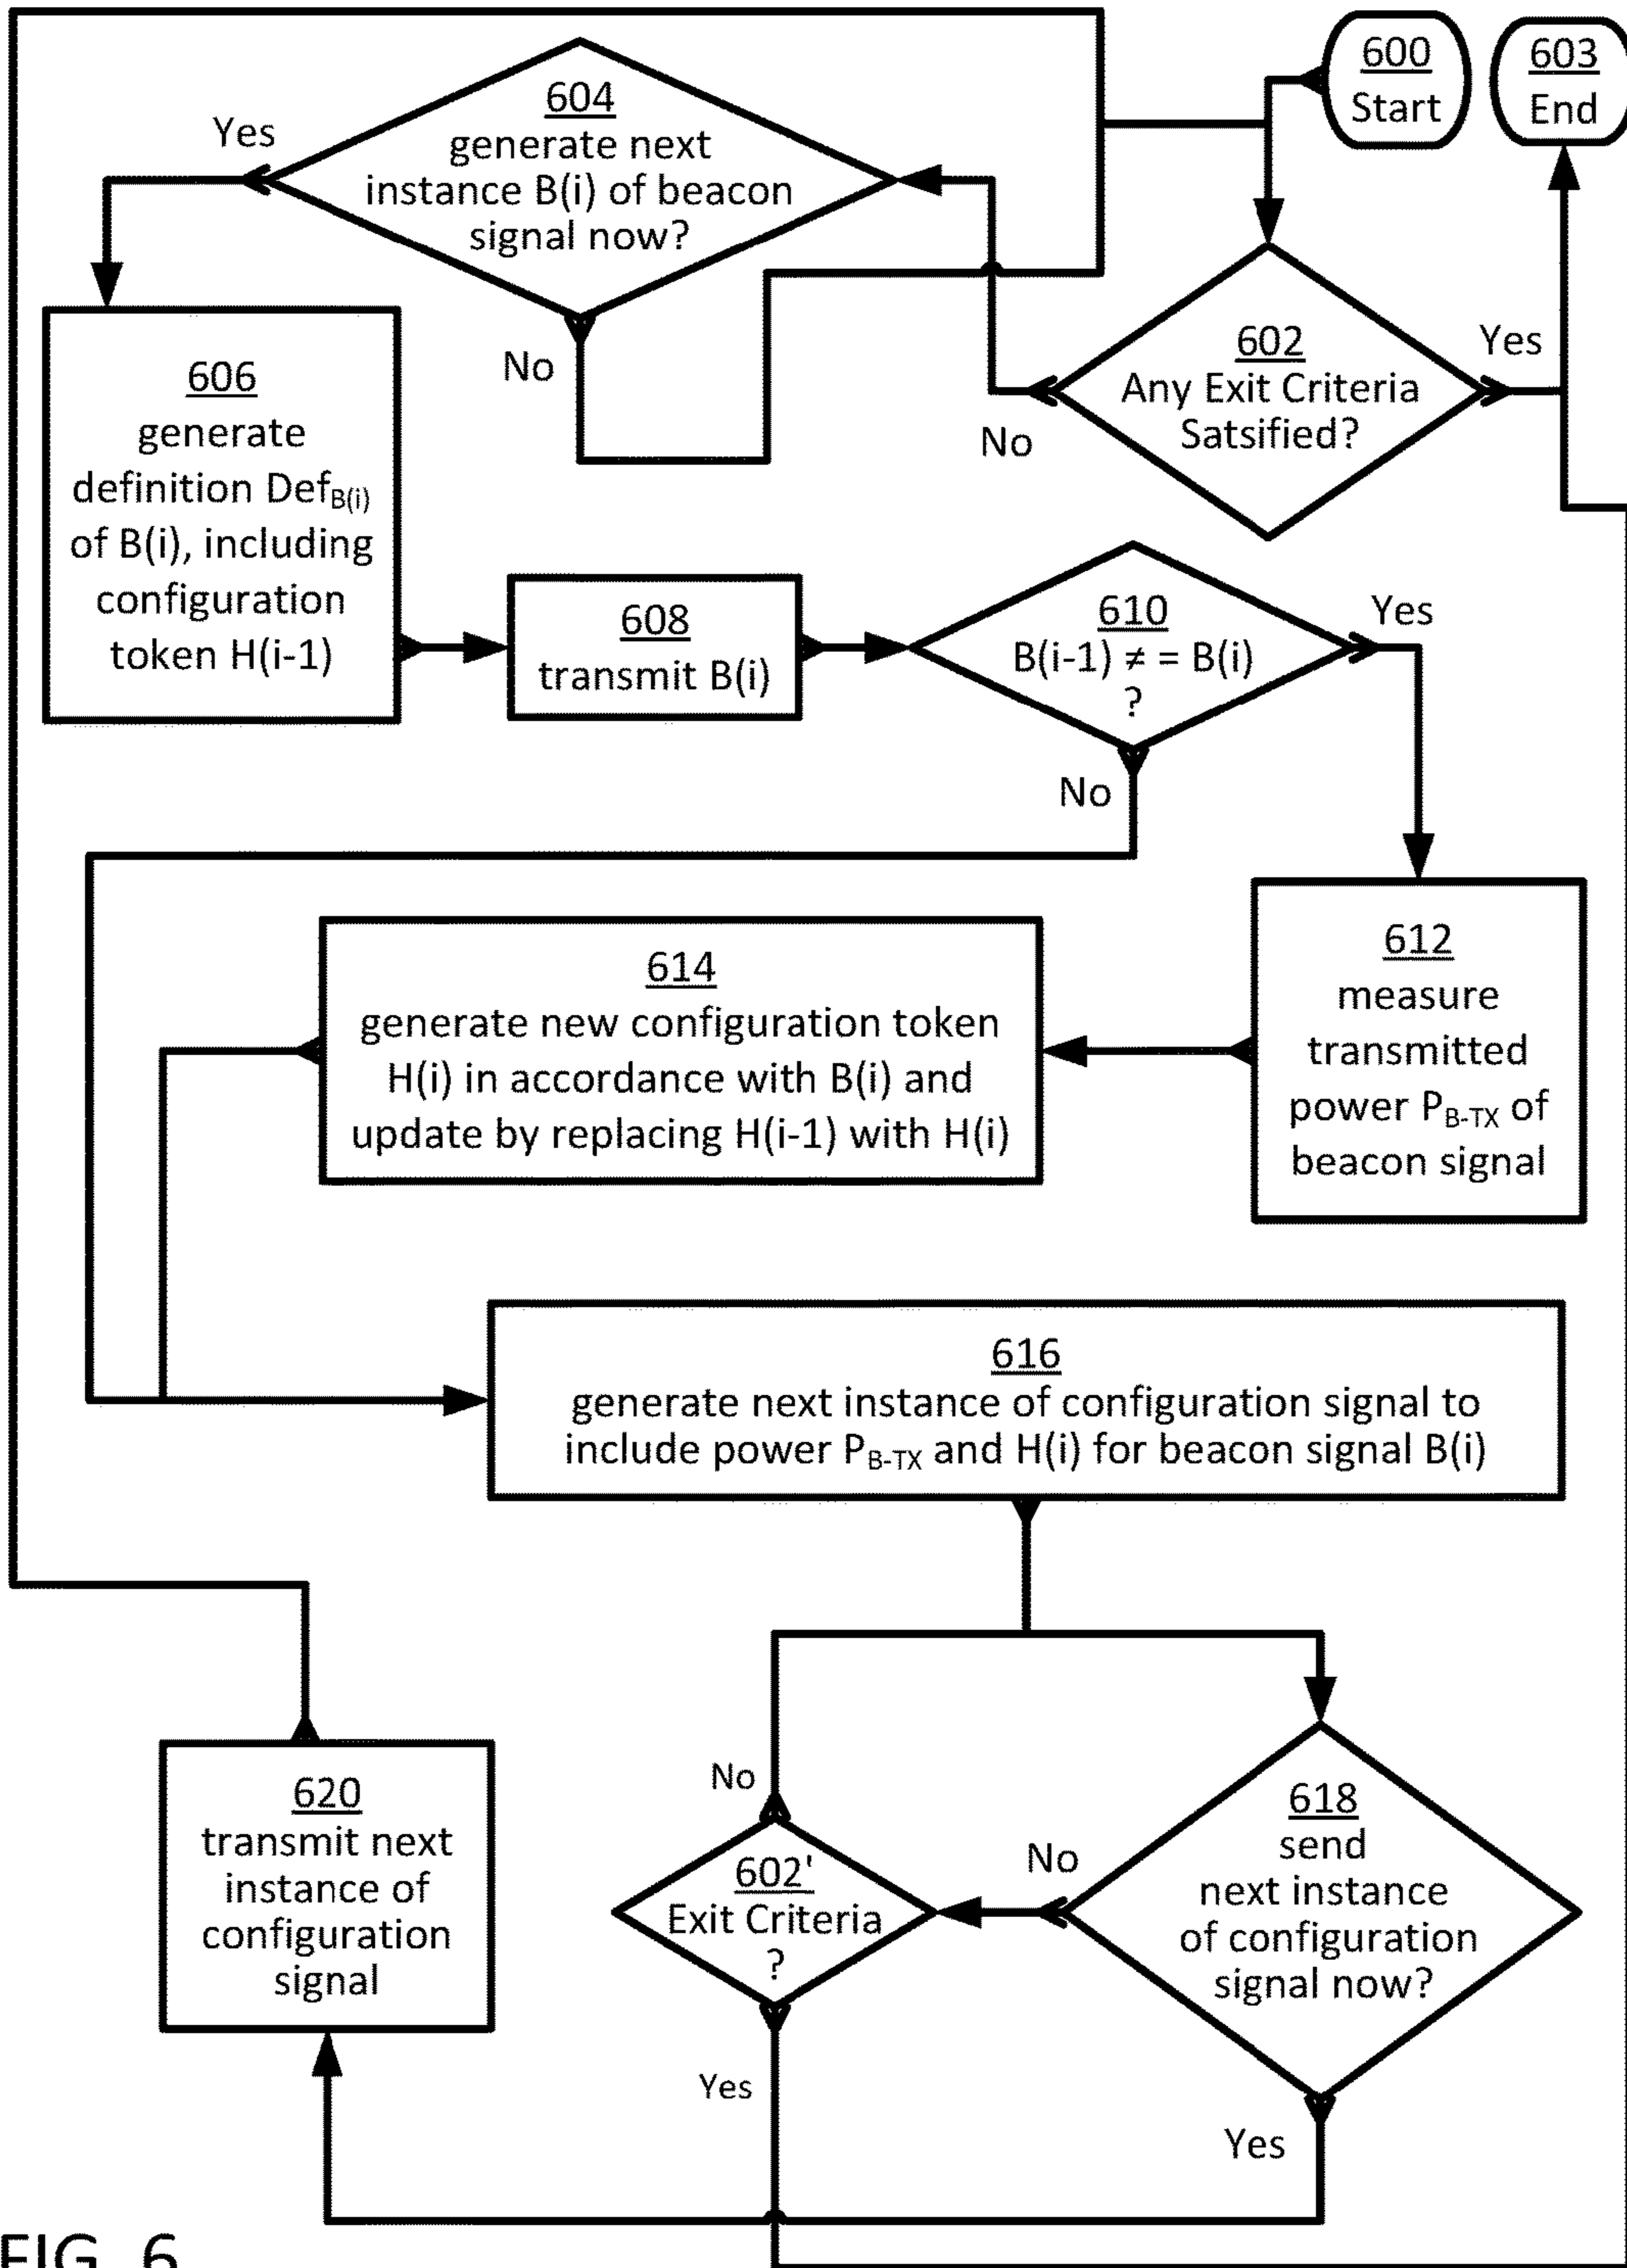 600
Start
603
End
604
generate next
instance B(i) of beacon
signal now?
Yes
No
602
Any Exit Criteria
Satsified?
Yes
No
606
generate
definition DefB(i)
of B(i), including
configuration
token H(i-1)
608
transmit B(i)
610
B(i-1) ≠ = B(i)
?
Yes
No
612
measure
transmitted
power PB-TX of
beacon signal
614
generate new configuration token
H(i) in accordance with B(i) and
update by replacing H(i-1) with H(i)
616
generate next instance of configuration signal to
include power PB-TX and H(i) for beacon signal B(i)
618
send
next instance
of configuration
signal now?
No
Yes
602'
Exit Criteria
?
No
Yes
620
transmit next
instance of
configuration
signal
FIG. 6